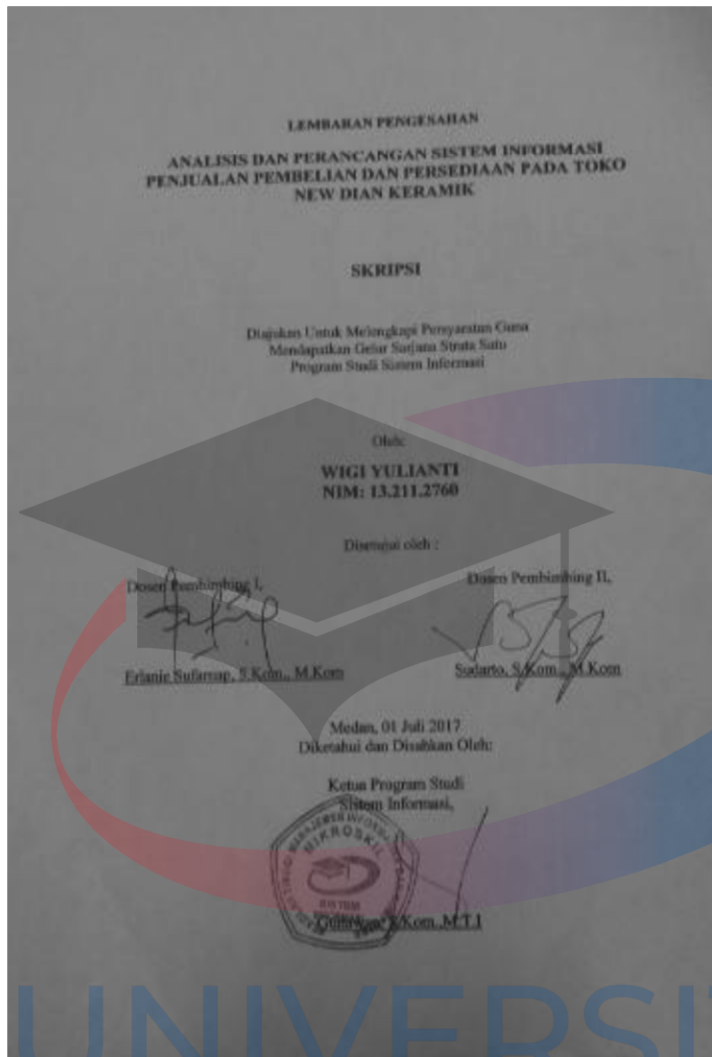 LEMBARAN PENGESAHAN
ANALISIS DAN PERANCANGAN SISTEM INFORMASI
PENJUALAN PEMBELIAN DAN PERSEDIAAN PADA TOKO
NEW DIAN KERAMIK
SKRIPSI
Diajukan Untuk Melengkapi Persyaratan Guna
Mendapatkan Gelar Sarjana Strata Satu
Program Studi Sistem Informasi
Oleh:
WIGI YULIANTI
NIM: 13.211.2760
Disetujui oleh :
Dosen Pembimbing I,
Dosen Pembimbing II,
Erlanie Sufarnap, S.Kom., M.Kom
Sudarto, S.Kom., M.Kom
Medan, 01 Juli 2017
Diketahui dan Disahkan Oleh:
Ketua Program Studi
Sistem Informasi,
MIKROSKIL
SISTEM
Gunawan, S.Kom.,M.T.I
UNIVERSI